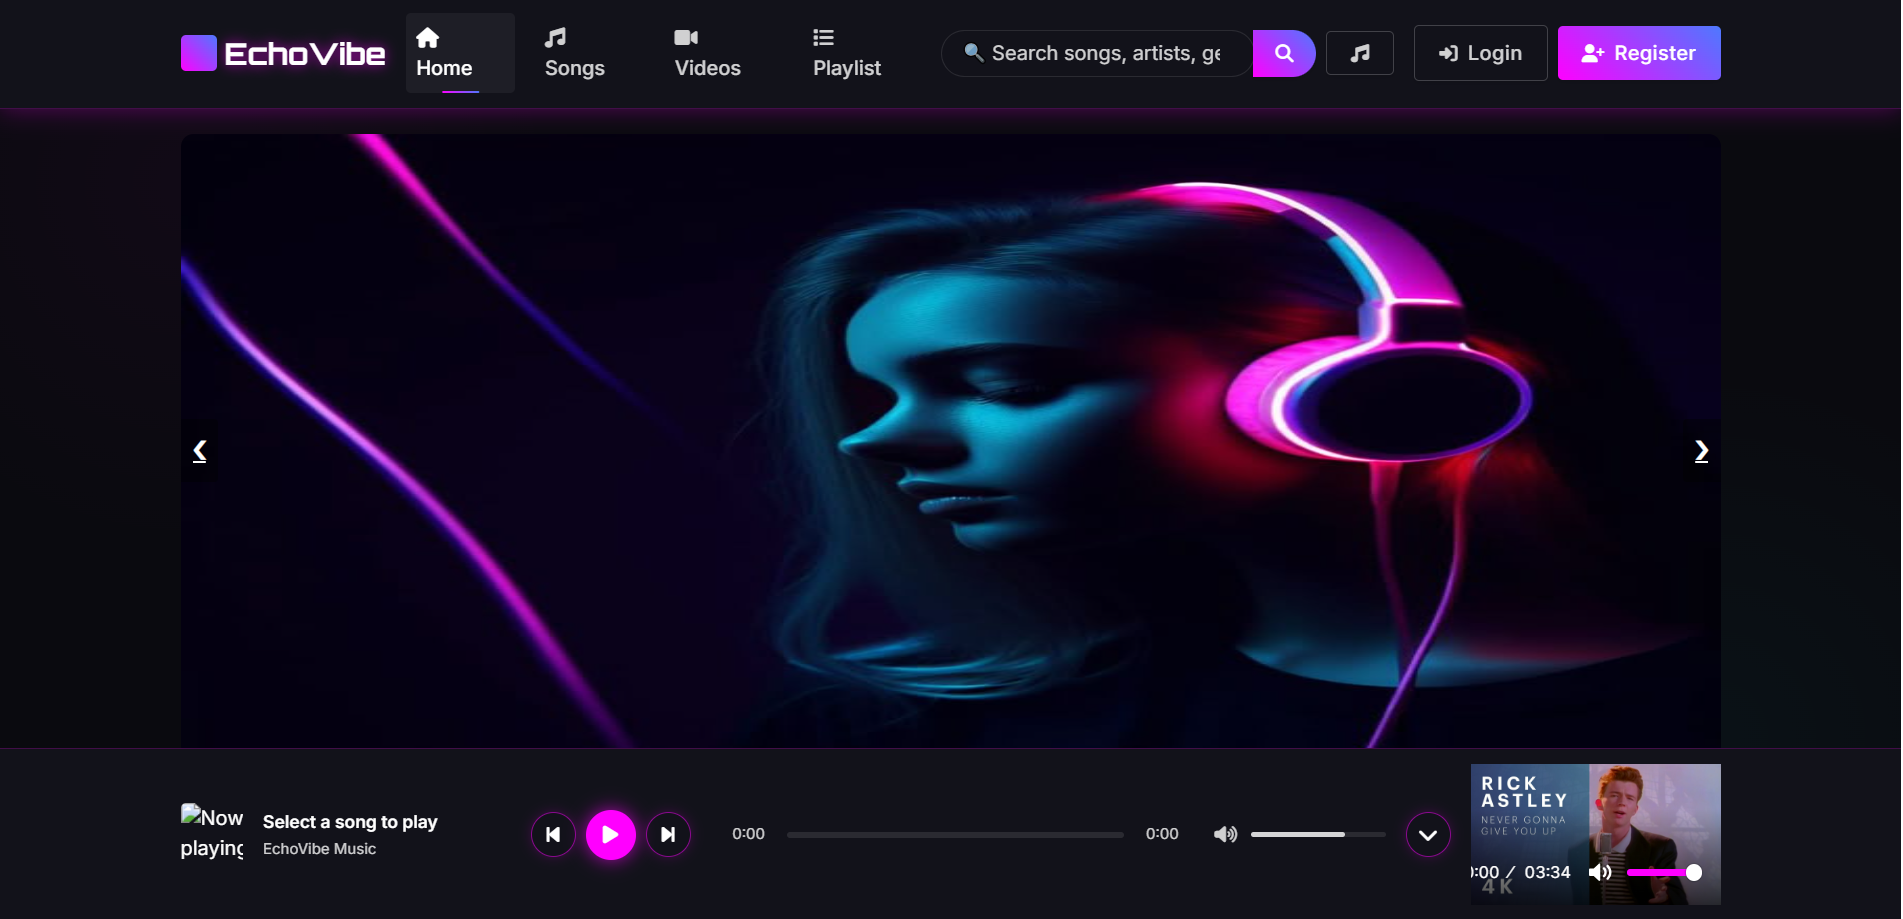 EchoVibe
Home
Songs
Videos
Playlist
Search songs, artists, ge
Login
Register
Now
playing
Select a song to play
EchoVibe Music
0:00
0:00
RICK
ASTLEY
NEVER GONNA
GIVE YOU UP
0:00 / 03:34
4K